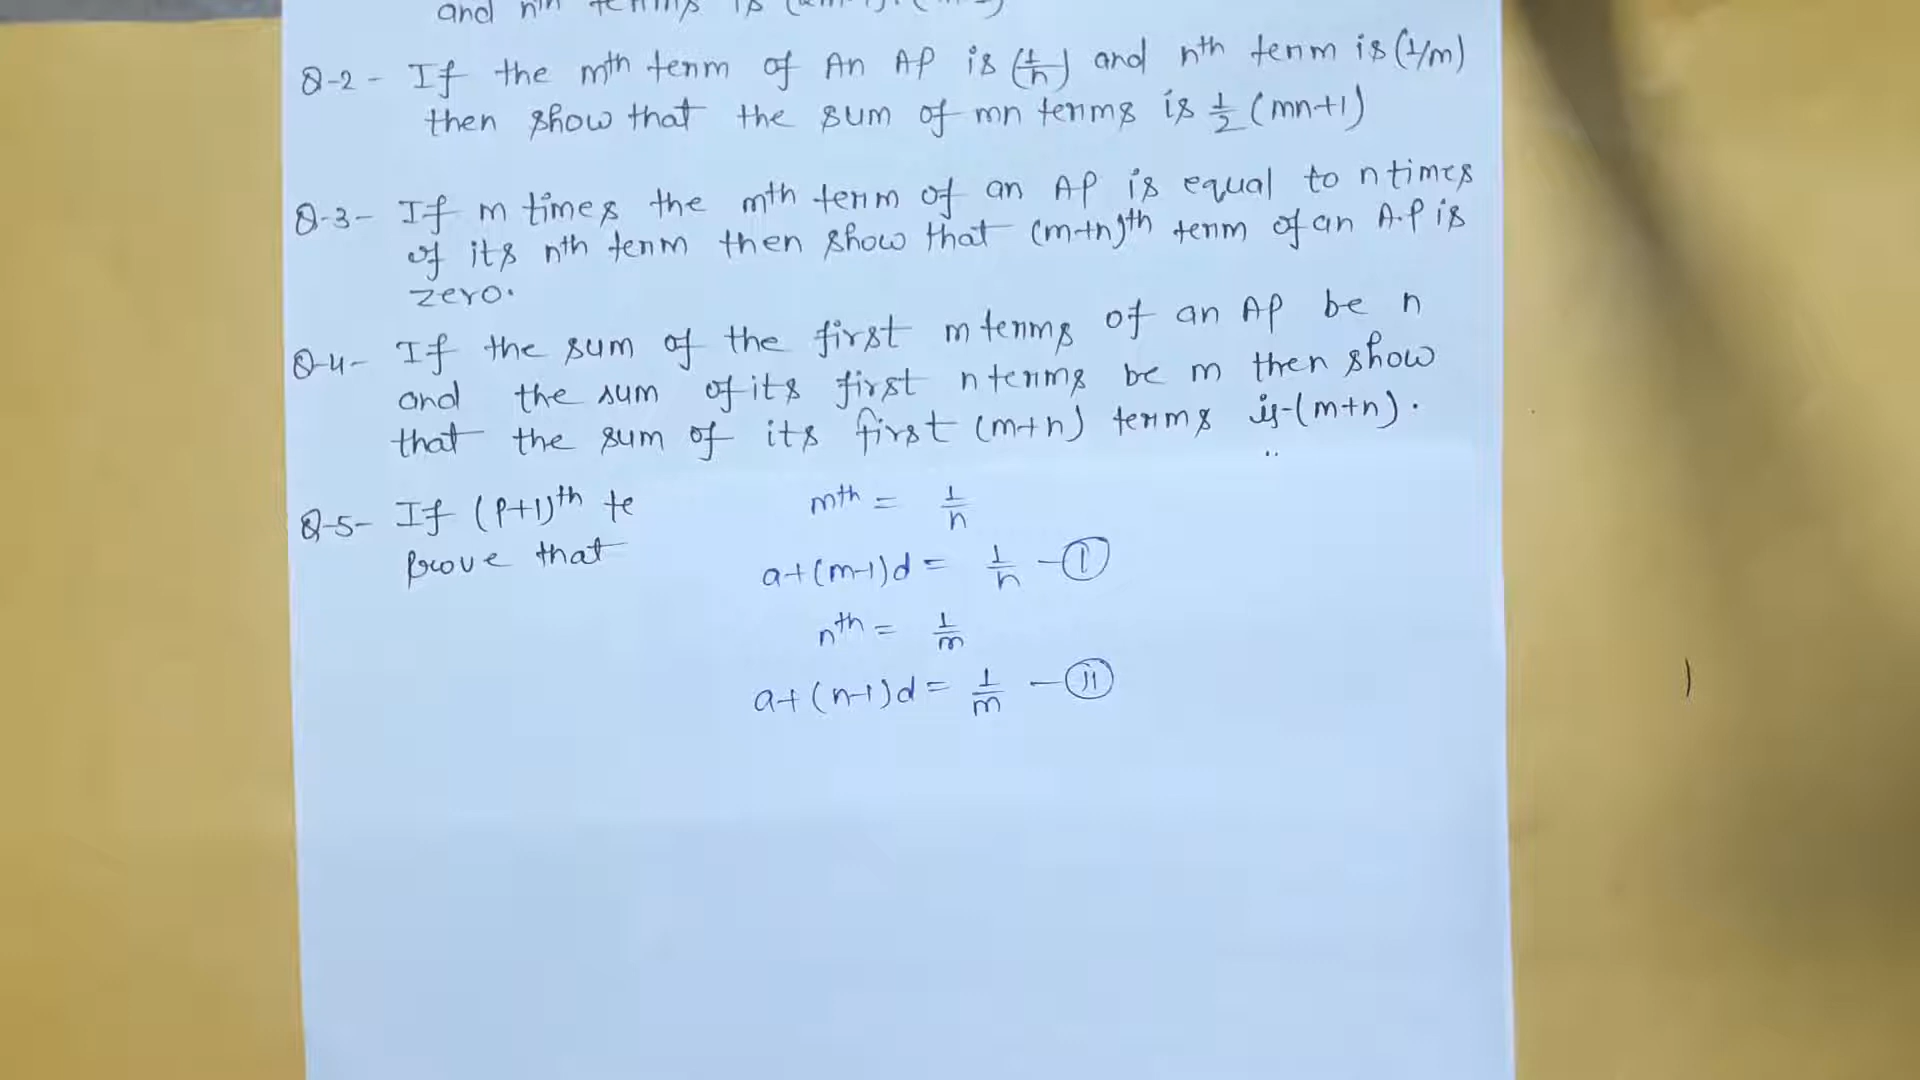 and nth terms is
Q-2- If the mth term of An AP is (1/n) and nth term is (1/m)
then show that the sum of mn terms is 1/2 (mn+1)
Q-3- If m times the mth term of an AP is equal to n times
of its nth term then show that (m+n)th term of an A.P is
zero.
Q-4- If the sum of the first m terms of an AP be n
and the sum of its first n terms be m then show
that the sum of its first (m+n) terms is -(m+n).
Q-5- If (P+1)th te
prove that
mth = 1/n
a+(m-1)d = 1/n - I
nth = 1/m
a+(n-1)d = 1/m - II